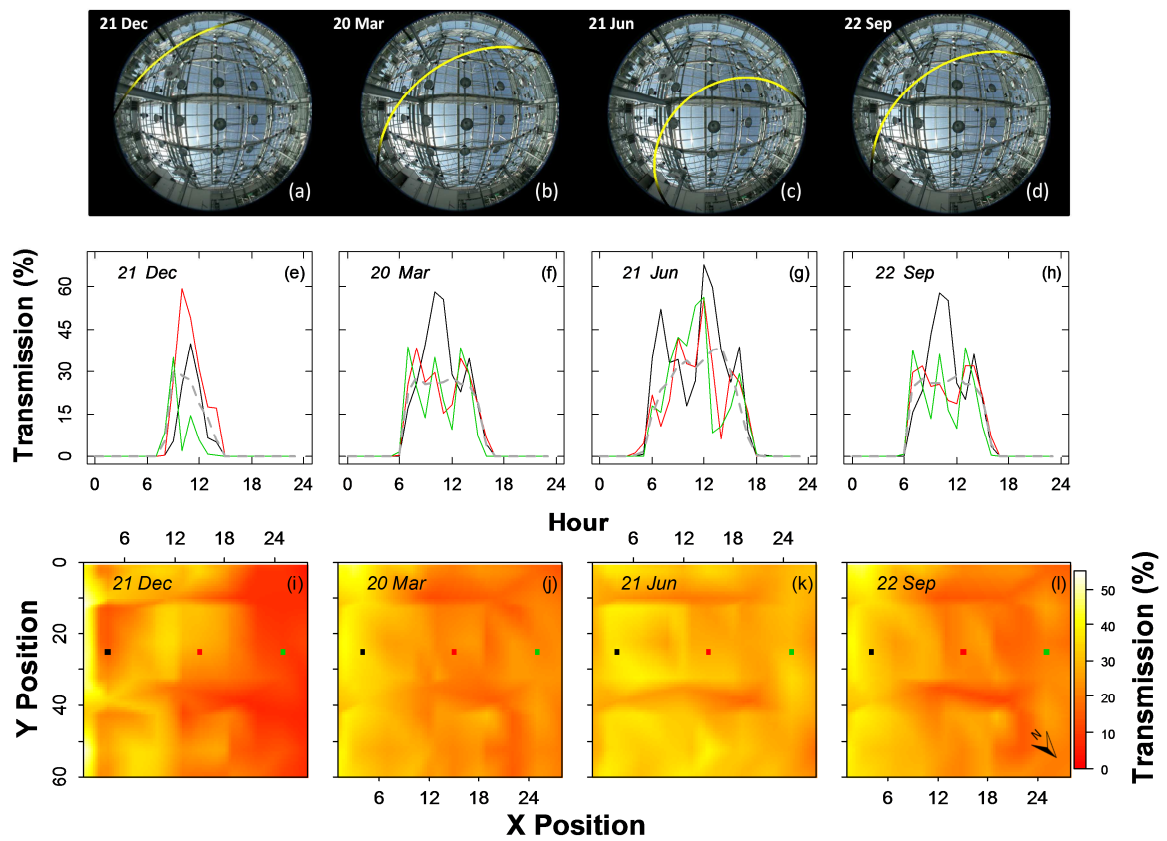 21 Dec 20 Mar 21 Jun 22 Sep
(a) (b) (c) (d)
Transmission (%)
60
45
30
15
0
21 Dec (e) 20 Mar (f) 21 Jun (g) 22 Sep (h)
0 6 12 18 24 0 6 12 18 24 0 6 12 18 24 0 6 12 18 24
Hour
6 12 18 24 6 12 18 24
Y Position
0
20
40
60
21 Dec (i) 20 Mar (j) 21 Jun (k) 22 Sep (l)
N
50
40
30
20
10
0
Transmission (%)
6 12 18 24 6 12 18 24
X Position